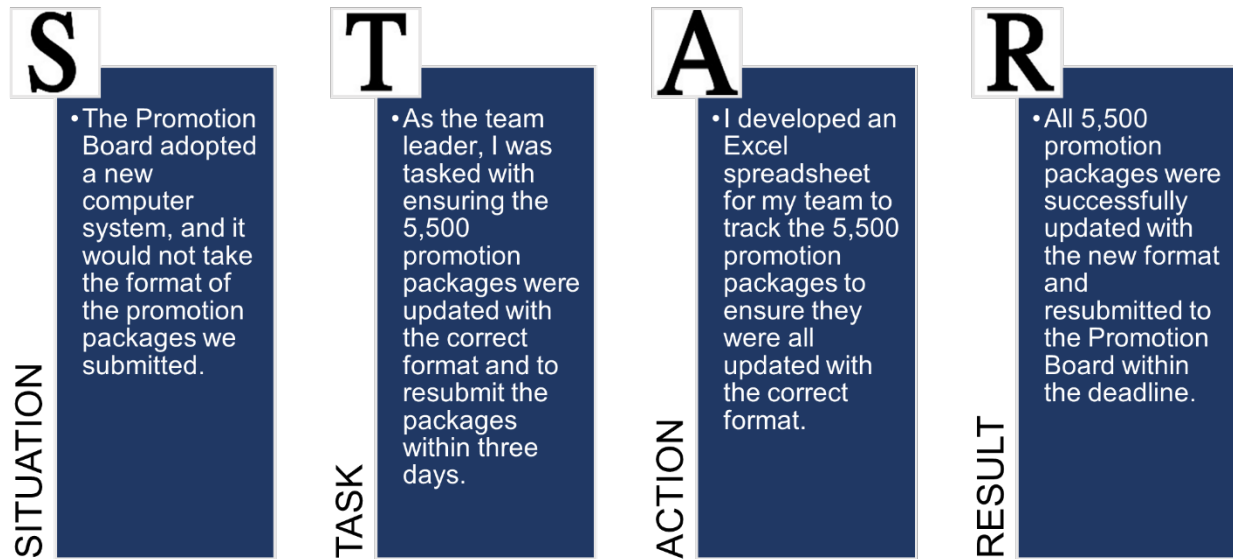 S
SITUATION
•The Promotion
Board adopted
a new
computer
system, and it
would not take
the format of
the promotion
packages we
submitted.
T
TASK
•As the team
leader, I was
tasked with
ensuring the
5,500
promotion
packages were
updated with
the correct
format and to
resubmit the
packages
within three
days.
A
ACTION
•I developed an
Excel
spreadsheet
for my team to
track the 5,500
promotion
packages to
ensure they
were all
updated with
the correct
format.
R
RESULT
•All 5,500
promotion
packages were
successfully
updated with
the new format
and
resubmitted to
the Promotion
Board within
the deadline.